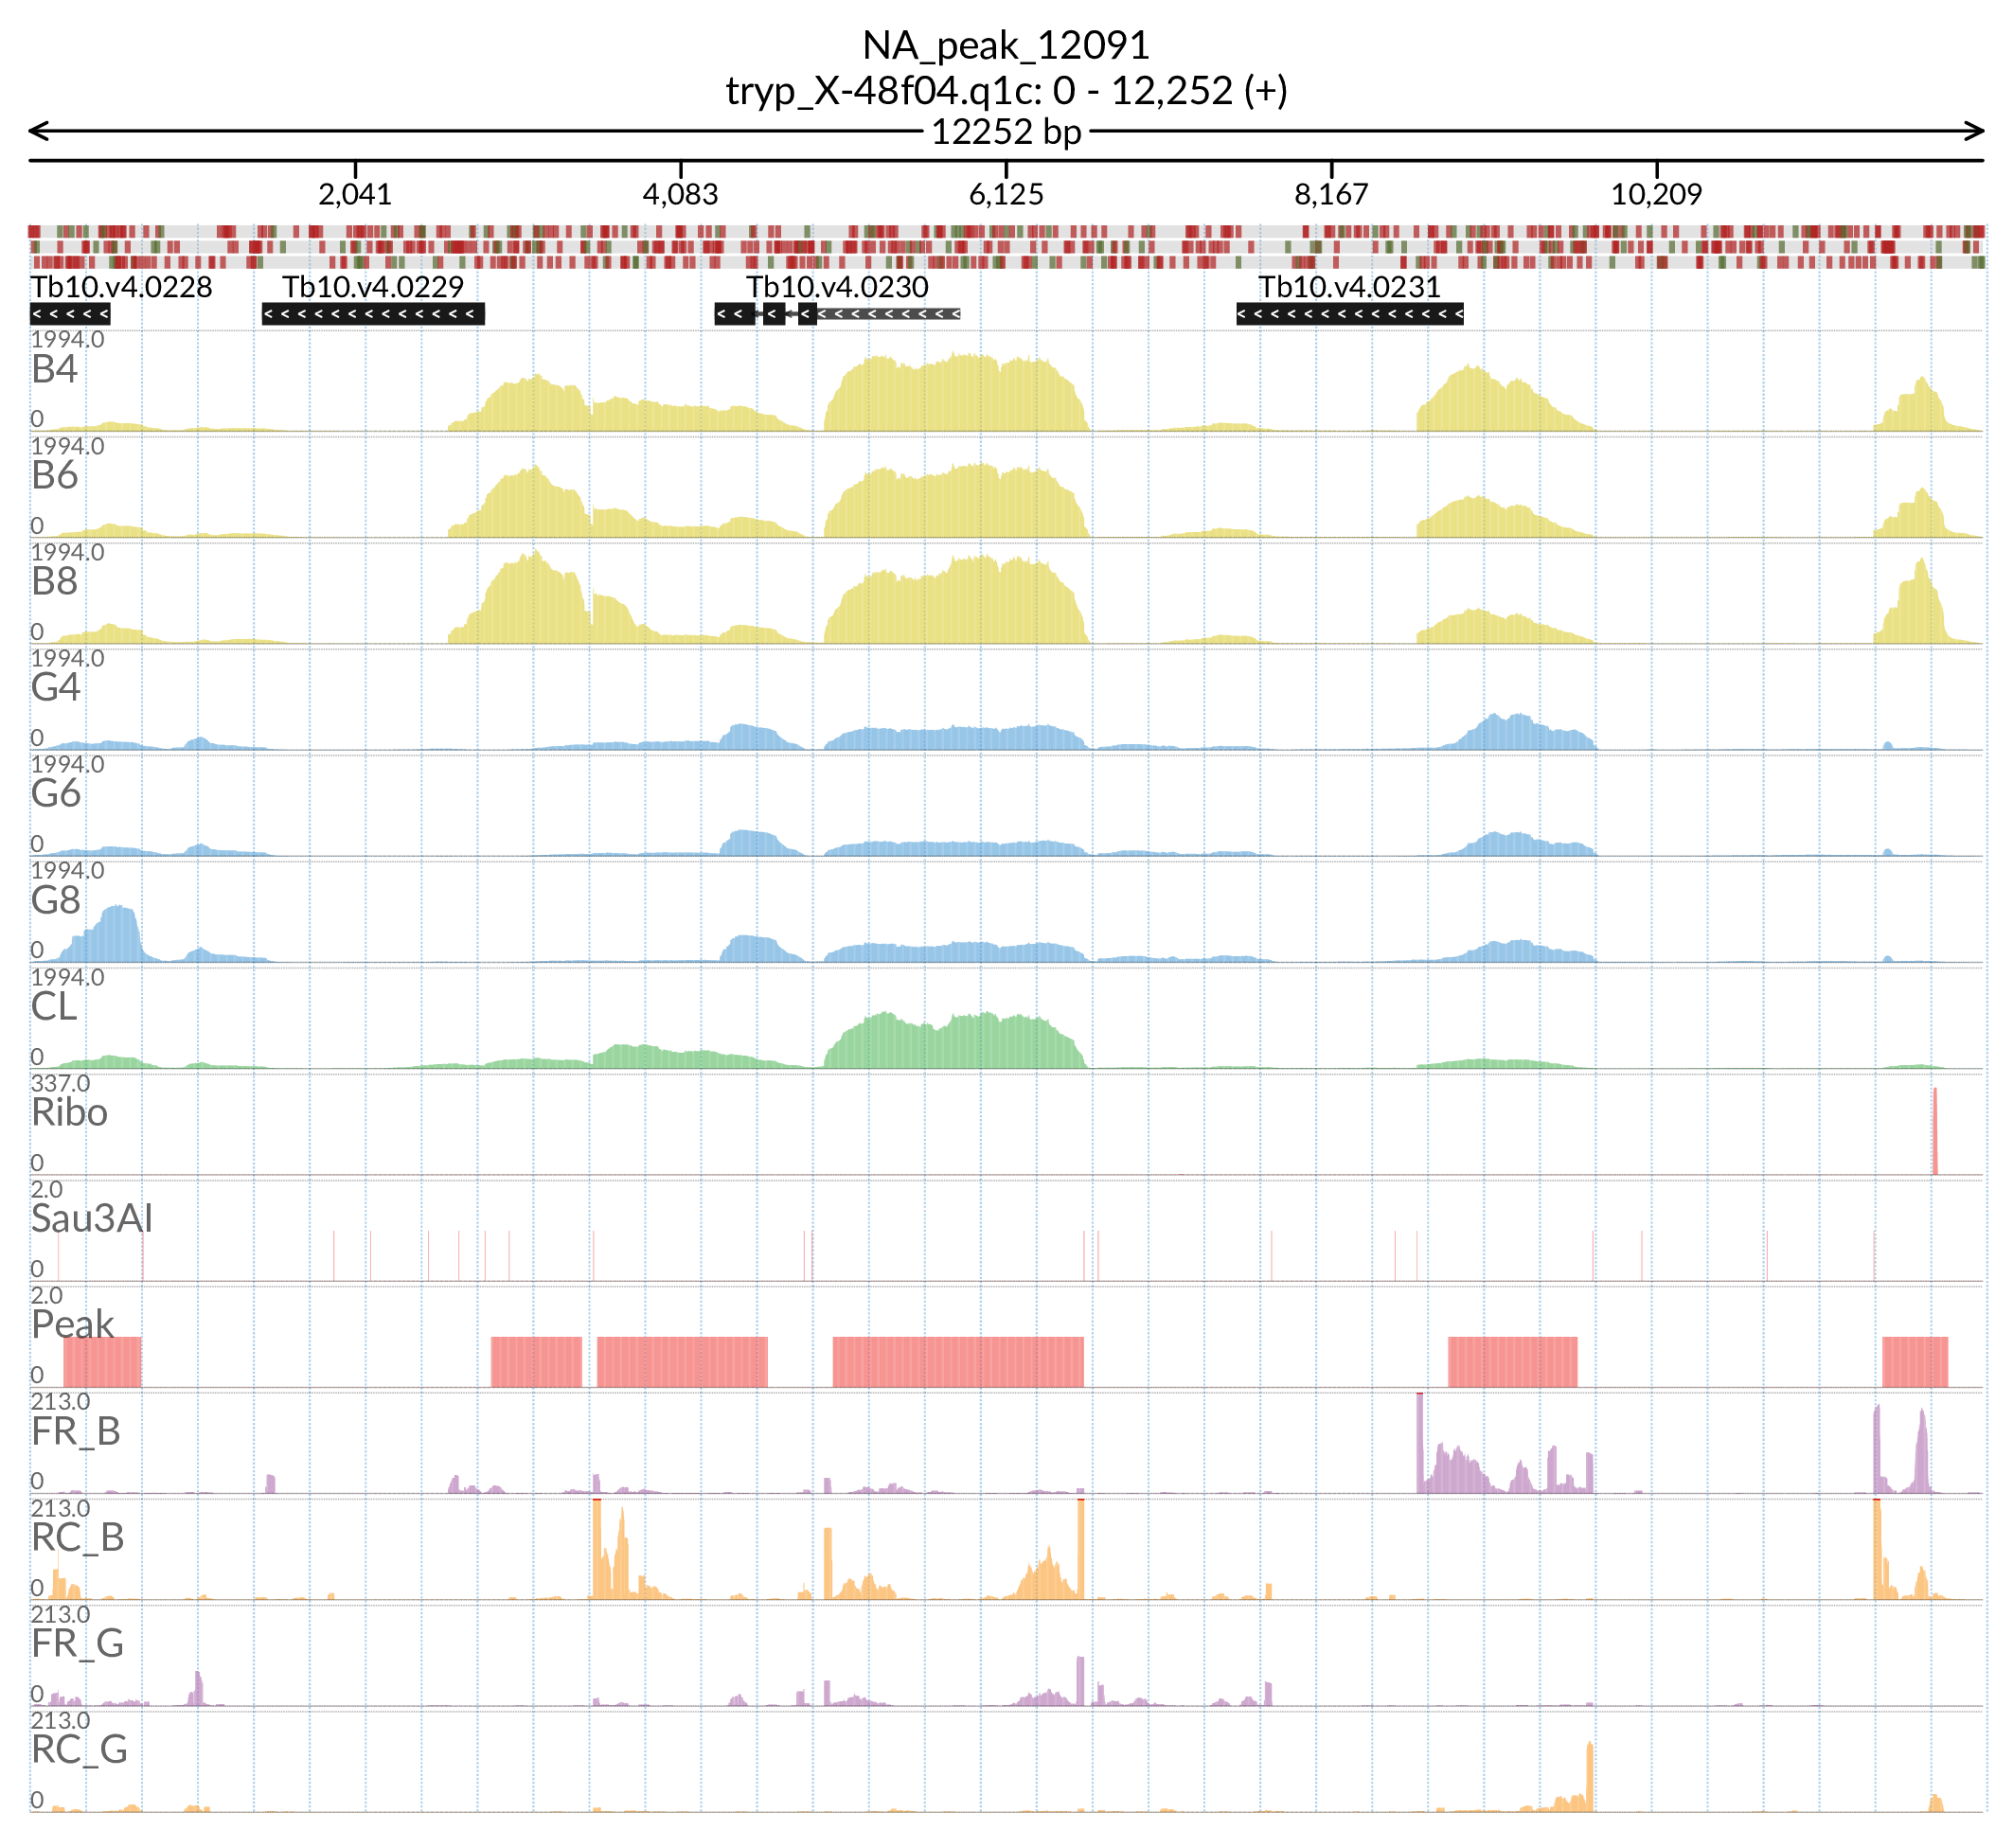 NA_peak_12091
tryp_X-48f04.q1c: 0 - 12,252 (+)
12252 bp
2,041 4,083 6,125 8,167 10,209
Tb10.v4.0228 Tb10.v4.0229 Tb10.v4.0230 Tb10.v4.0231
1994.0
B4
0
1994.0
B6
0
1994.0
B8
0
1994.0
G4
0
1994.0
G6
0
1994.0
G8
0
1994.0
CL
0
337.0
Ribo
0
2.0
Sau3AI
0
2.0
Peak
0
213.0
FR_B
0
213.0
RC_B
0
213.0
FR_G
0
213.0
RC_G
0